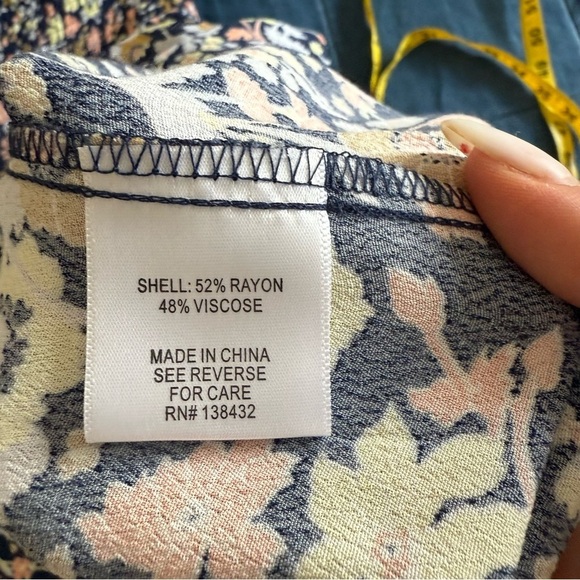 SHELL: 52% RAYON
48% VISCOSE
MADE IN CHINA
SEE REVERSE
FOR CARE
RN# 138432